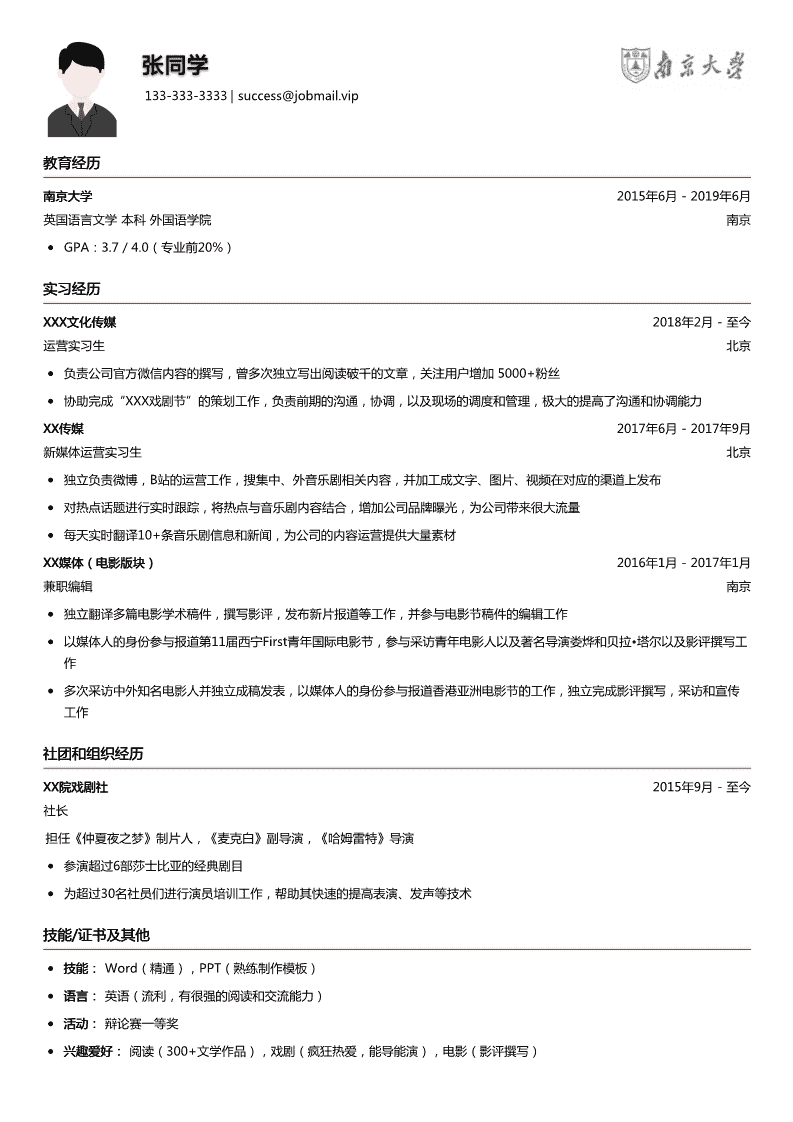 张同学
南京大学
133-333-3333 | success@jobmail.vip
教育经历
南京大学 2015年6月 - 2019年6月
英国语言文学 本科 外国语学院 南京
• GPA：3.7 / 4.0（专业前20%）
实习经历
XXX文化传媒 2018年2月 - 至今
运营实习生 北京
• 负责公司官方微信内容的撰写，曾多次独立写出阅读破千的文章，关注用户增加 5000+粉丝
• 协助完成“XXX戏剧节”的策划工作，负责前期的沟通，协调，以及现场的调度和管理，极大的提高了沟通和协调能力
XX传媒 2017年6月 - 2017年9月
新媒体运营实习生 北京
• 独立负责微博，B站的运营工作，搜集中、外音乐剧相关内容，并加工成文字、图片、视频在对应的渠道上发布
• 对热点话题进行实时跟踪，将热点与音乐剧内容结合，增加公司品牌曝光，为公司带来很大流量
• 每天实时翻译10+条音乐剧信息和新闻，为公司的内容运营提供大量素材
XX媒体（电影版块） 2016年1月 - 2017年1月
兼职编辑 南京
• 独立翻译多篇电影学术稿件，撰写影评，发布新片报道等工作，并参与电影节稿件的编辑工作
• 以媒体人的身份参与报道第11届西宁First青年国际电影节，参与采访青年电影人以及著名导演娄烨和贝拉•塔尔以及影评撰写工
作
• 多次采访中外知名电影人并独立成稿发表，以媒体人的身份参与报道香港亚洲电影节的工作，独立完成影评撰写，采访和宣传
工作
社团和组织经历
XX院戏剧社 2015年9月 - 至今
社长
担任《仲夏夜之梦》制片人，《麦克白》副导演，《哈姆雷特》导演
• 参演超过6部莎士比亚的经典剧目
• 为超过30名社员们进行演员培训工作，帮助其快速的提高表演、发声等技术
技能/证书及其他
• 技能： Word（精通），PPT（熟练制作模板）
• 语言： 英语（流利，有很强的阅读和交流能力）
• 活动： 辩论赛一等奖
• 兴趣爱好： 阅读（300+文学作品），戏剧（疯狂热爱，能导能演），电影（影评撰写）